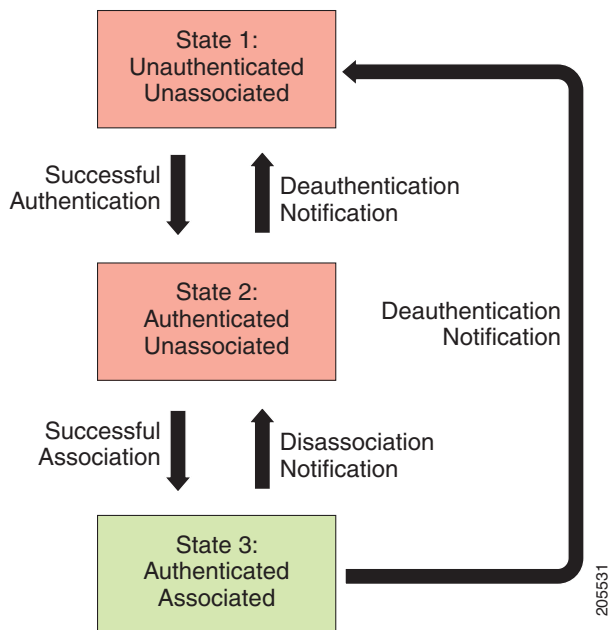 State 1:
Unauthenticated
Unassociated
Successful
Authentication
Deauthentication
Notification
State 2:
Authenticated
Unassociated
Deauthentication
Notification
Successful
Association
Disassociation
Notification
State 3:
Authenticated
Associated
205531